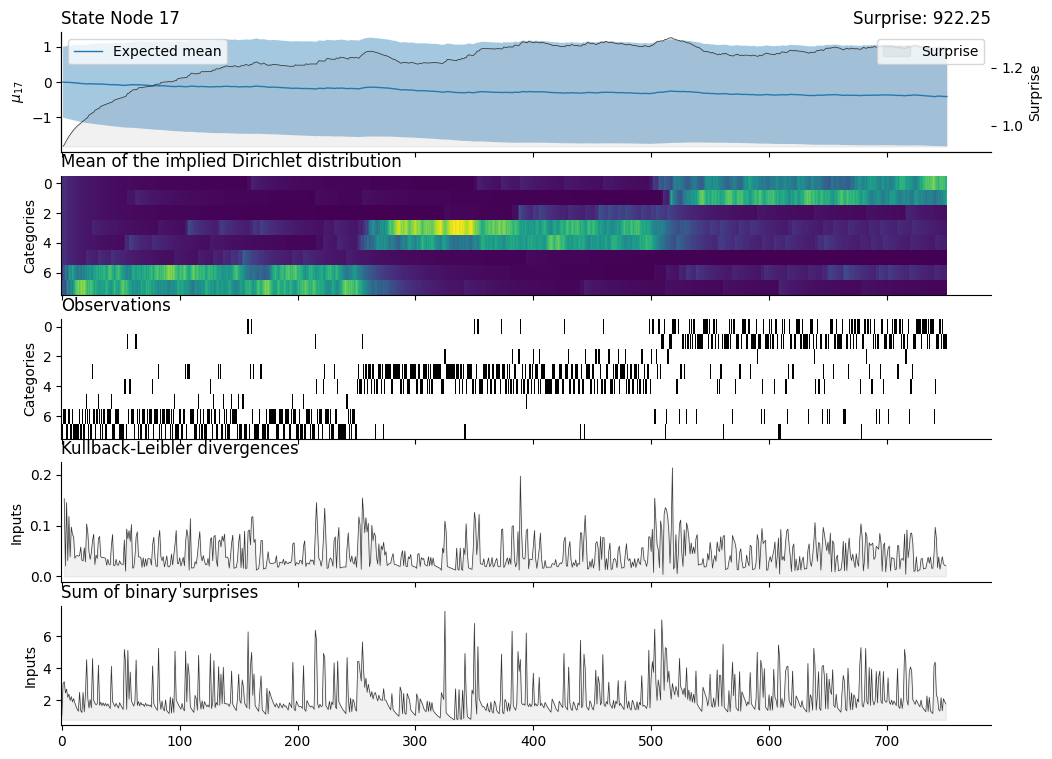 State Node 17 Surprise: 922.25
Expected mean
Surprise
1
0
−1
μ17
1.2
1.0
Surprise
Mean of the implied Dirichlet distribution
0
2
4
6
Categories
Observations
0
2
4
6
Categories
Kullback-Leibler divergences
0.2
0.1
0.0
Inputs
Sum of binary surprises
6
4
2
Inputs
0 100 200 300 400 500 600 700